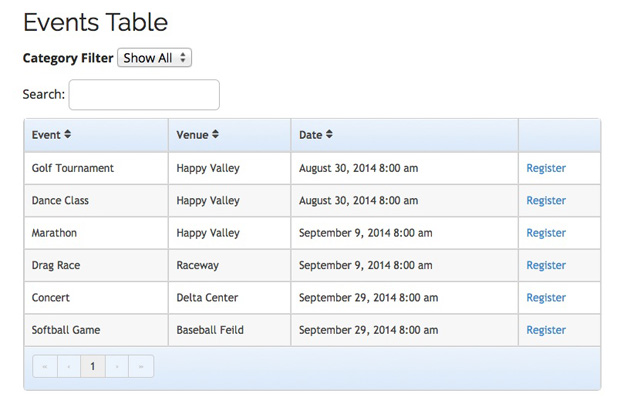 Events Table
Category Filter Show All
Search:
Event Venue Date
Golf Tournament Happy Valley August 30, 2014 8:00 am Register
Dance Class Happy Valley August 30, 2014 8:00 am Register
Marathon Happy Valley September 9, 2014 8:00 am Register
Drag Race Raceway September 9, 2014 8:00 am Register
Concert Delta Center September 29, 2014 8:00 am Register
Softball Game Baseball Feild September 29, 2014 8:00 am Register
« ‹ 1 › »